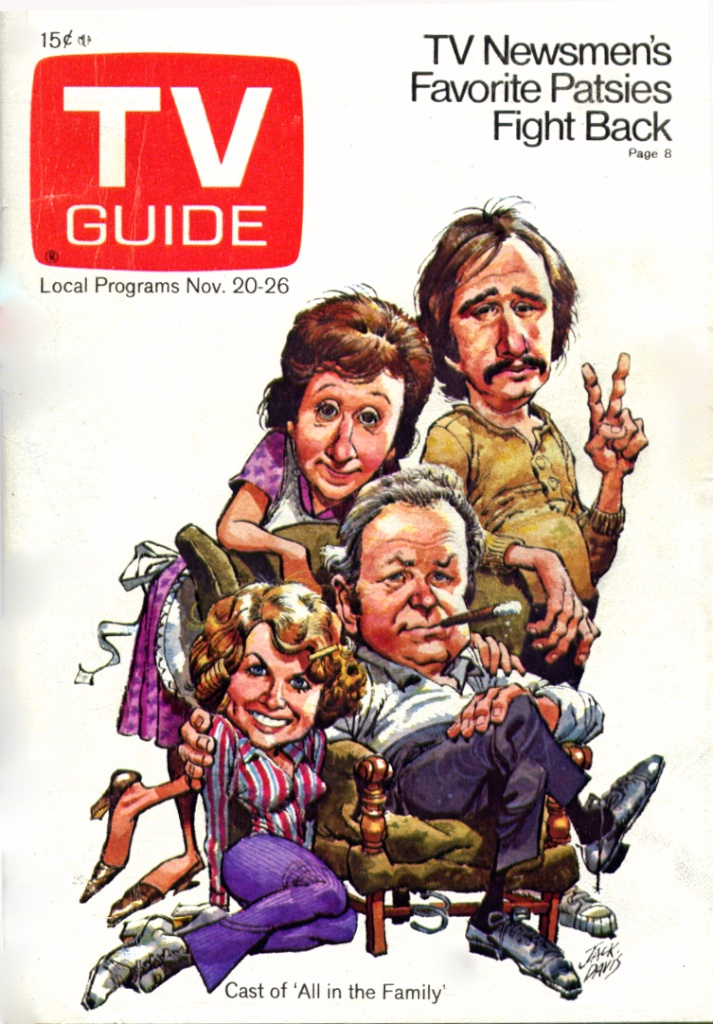 15¢
TV
GUIDE
®
Local Programs Nov. 20-26
TV Newsmen's
Favorite Patsies
Fight Back
Page 8
JACK
DAVIS
Cast of 'All in the Family'